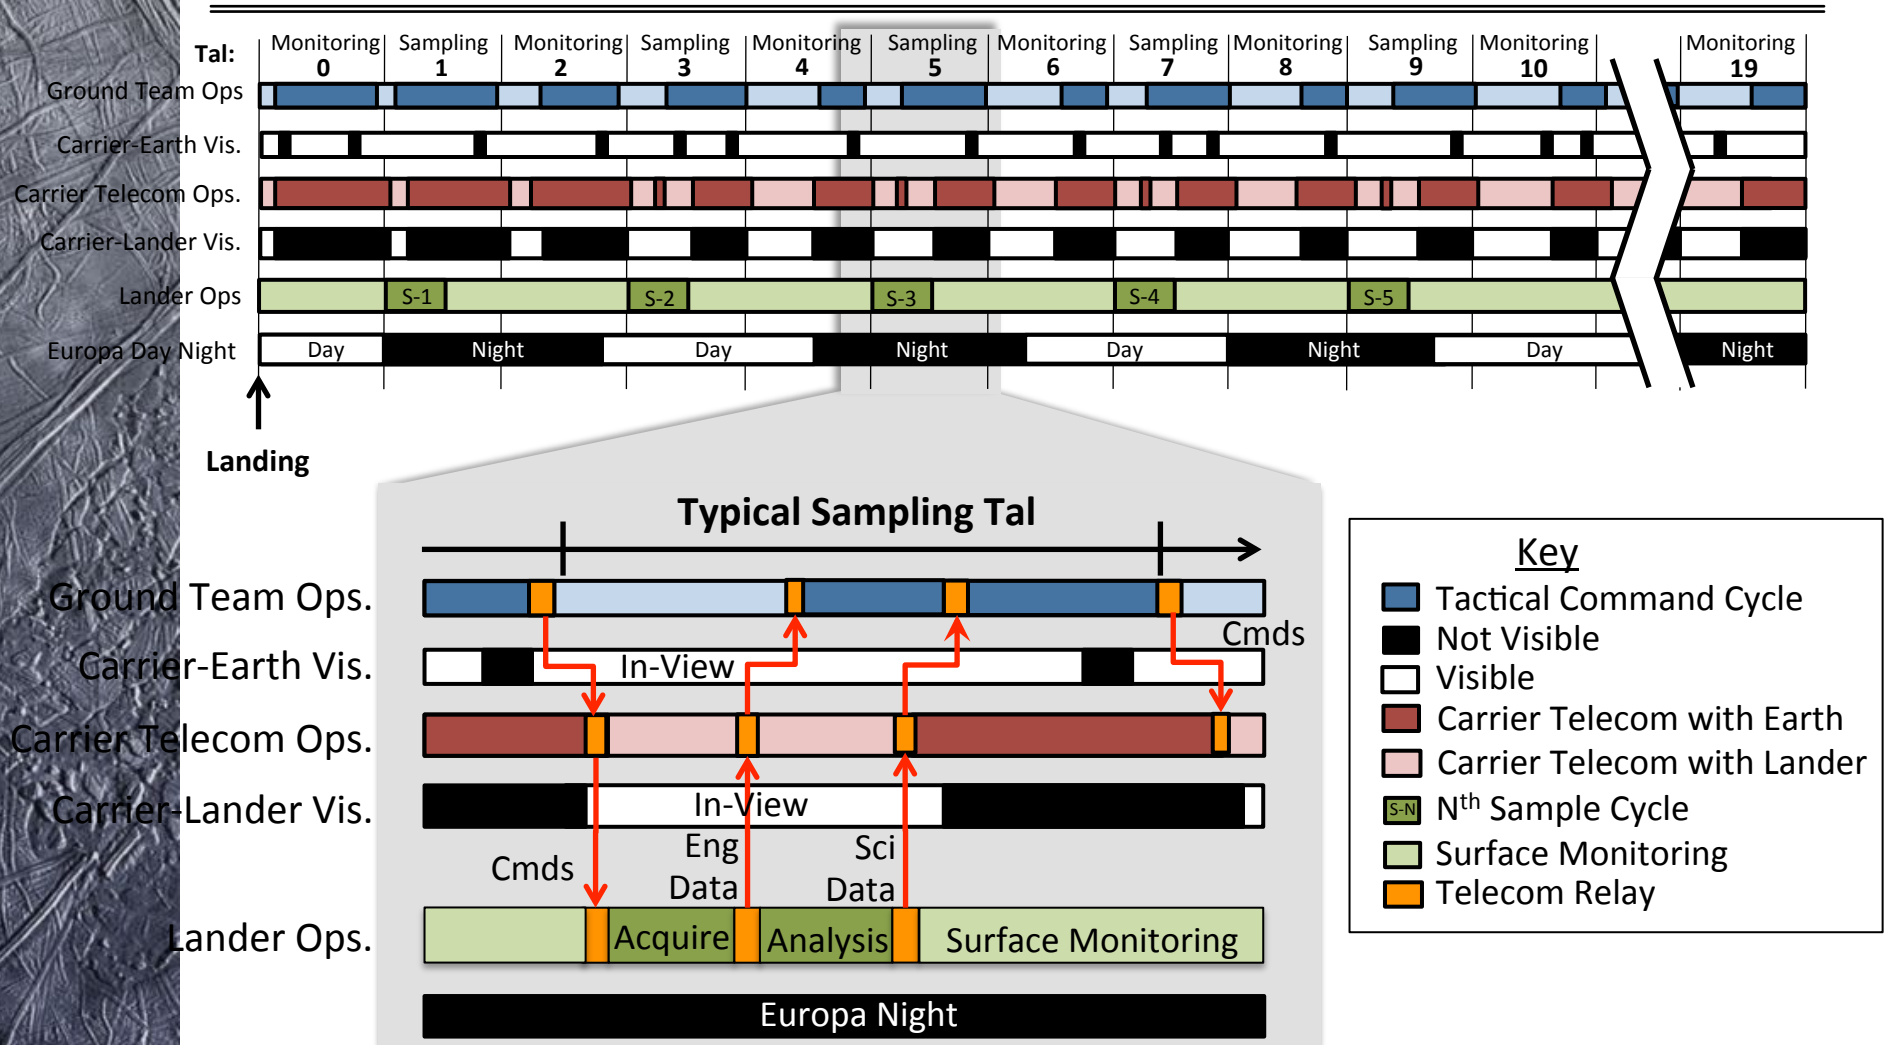 Monitoring Sampling Monitoring Sampling Monitoring Sampling Monitoring Sampling Monitoring Sampling Monitoring Monitoring
Tal: 0 1 2 3 4 5 6 7 8 9 10 19
Ground Team Ops
Carrier-Earth Vis.
Carrier Telecom Ops.
Carrier-Lander Vis.
Lander Ops S-1 S-2 S-3 S-4 S-5
Europa Day Night Day Night Day Night Day Night Day Night
Landing
Typical Sampling Tal
Ground Team Ops.
Cmds
Carrier-Earth Vis. In-View
Carrier Telecom Ops.
Carrier-Lander Vis. In-View
Cmds
Eng
Data
Sci
Data
Lander Ops. Acquire Analysis Surface Monitoring
Europa Night
Key
Tactical Command Cycle
Not Visible
Visible
Carrier Telecom with Earth
Carrier Telecom with Lander
S-N Nth Sample Cycle
Surface Monitoring
Telecom Relay